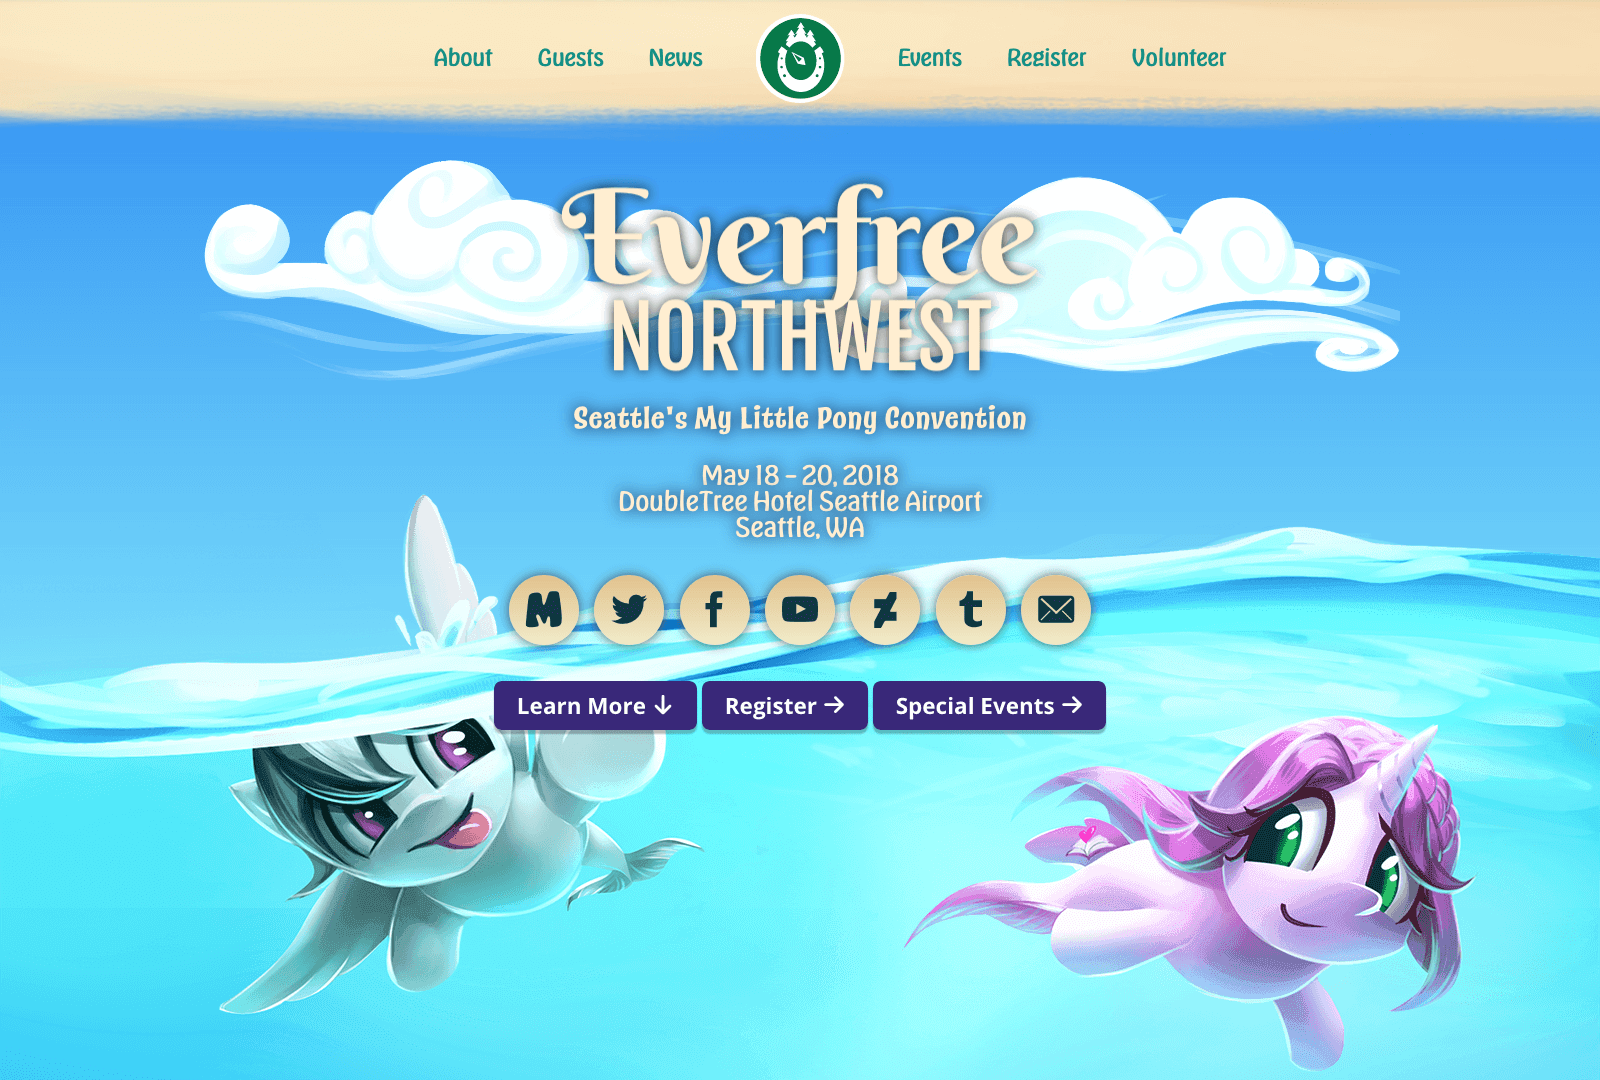 About Guests News Events Register Volunteer
Everfree
NORTHWEST
Seattle's My Little Pony Convention
May 18 – 20, 2018
DoubleTree Hotel Seattle Airport
Seattle, WA
Learn More ↓ Register → Special Events →